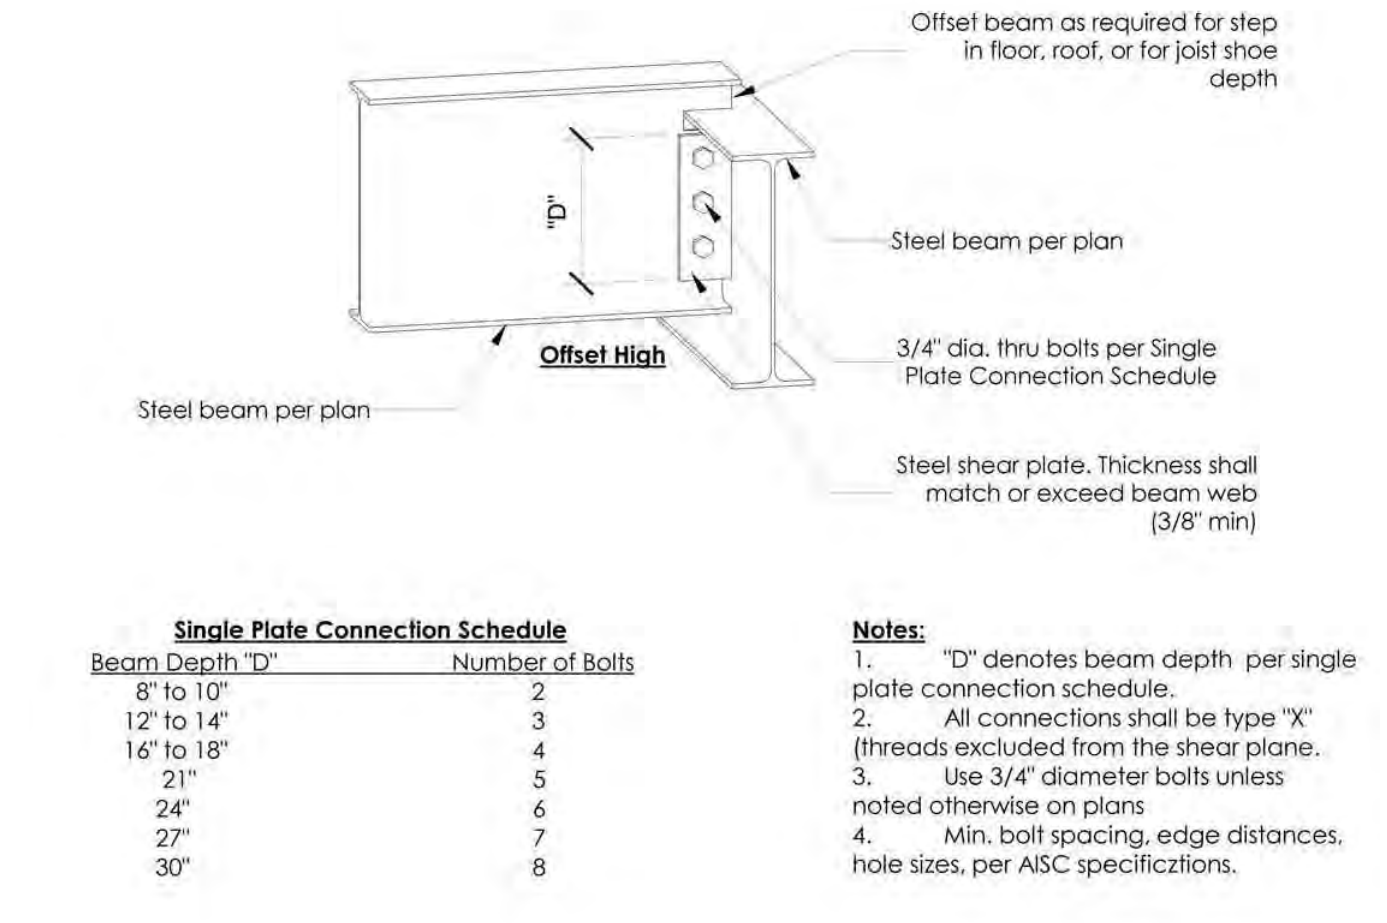 Offset beam as required for step
in floor, roof, or for joist shoe
depth
"D"
Steel beam per plan
3/4" dia. thru bolts per Single
Plate Connection Schedule
Offset High
Steel beam per plan
Steel shear plate. Thickness shall
match or exceed beam web
(3/8" min)
Single Plate Connection Schedule
Beam Depth "D" Number of Bolts
8" to 10" 2
12" to 14" 3
16" to 18" 4
21" 5
24" 6
27" 7
30" 8
Notes:
1. "D" denotes beam depth per single
plate connection schedule.
2. All connections shall be type "X"
(threads excluded from the shear plane.
3. Use 3/4" diameter bolts unless
noted otherwise on plans
4. Min. bolt spacing, edge distances,
hole sizes, per AISC specificztions.